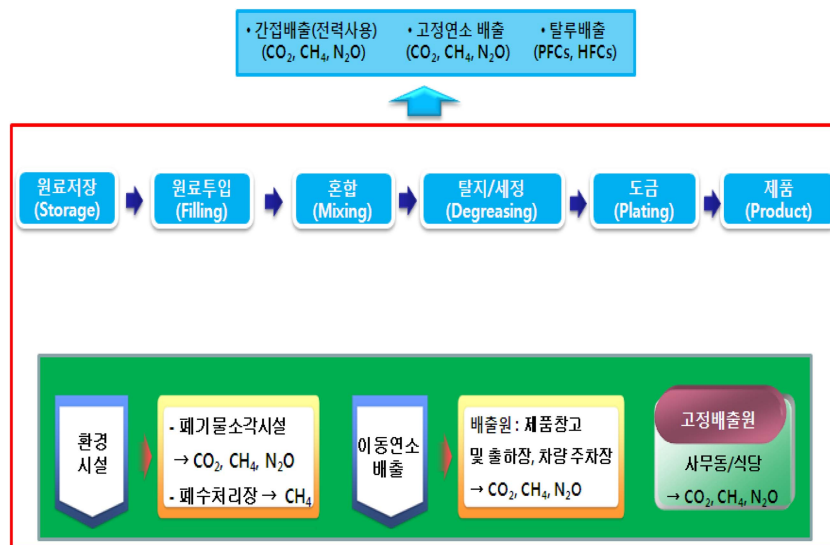 • 간접배출(전력사용) • 고정연소 배출 • 탈루배출
(CO₂, CH₄, N₂O) (CO₂, CH₄, N₂O) (PFCs, HFCs)
원료저장
(Storage)
원료투입
(Filling)
혼합
(Mixing)
탈지/세정
(Degreasing)
도금
(Plating)
제품
(Product)
환경
시설
- 폐기물소각시설
→ CO₂, CH₄, N₂O
- 폐수처리장 → CH₄
이동연소
배출
배출원 : 제품창고
및 출하장, 차량 주차장
→ CO₂, CH₄, N₂O
고정배출원
사무동/식당
→ CO₂, CH₄, N₂O